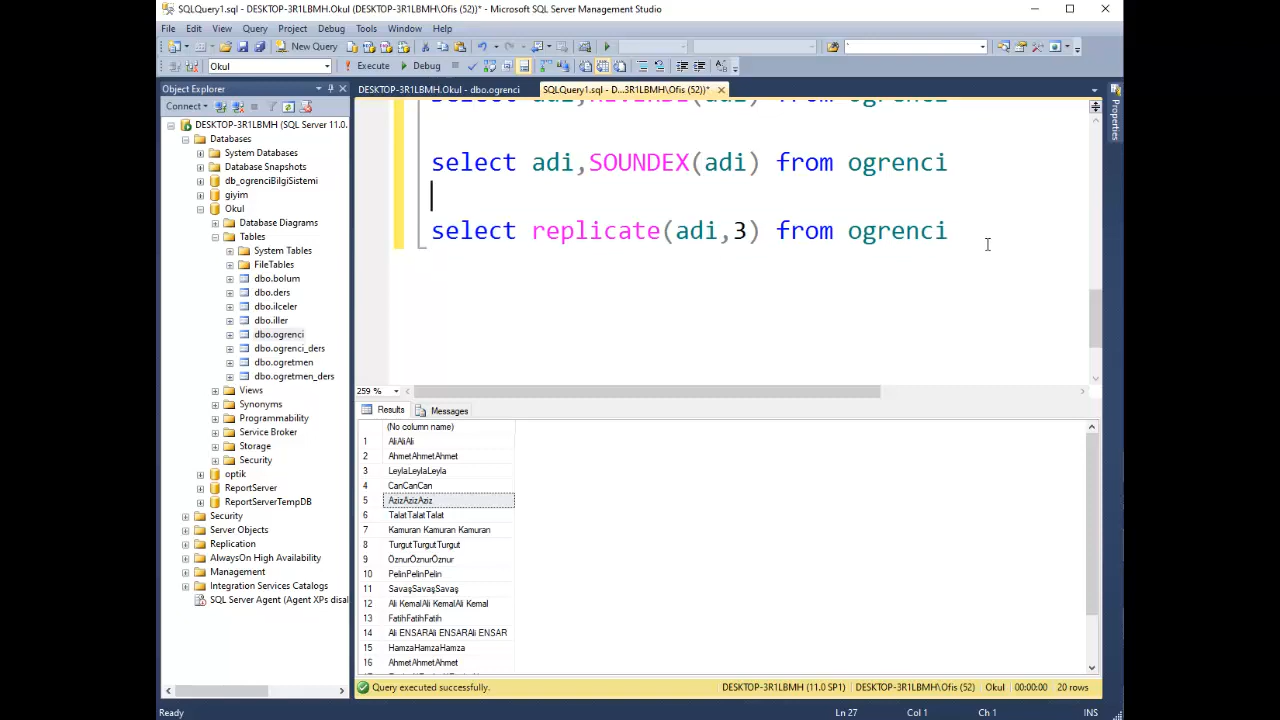 SQLQuery1.sql - DESKTOP-3R1LBMH.Okul (DESKTOP-3R1LBMH\Ofis (52))* - Microsoft SQL Server Management Studio
File Edit View Query Project Debug Tools Window Help
New Query
Okul Execute Debug
Object Explorer
DESKTOP-3R1LBMH.Okul - dbo.ogrenci SQLQuery1.sql - D...3R1LBMH\Ofis (52))*
Connect
Properties
DESKTOP-3R1LBMH (SQL Server 11.0.
Databases
System Databases
Database Snapshots
db_ogrenciBilgiSistemi
giyim
Okul
Database Diagrams
Tables
System Tables
FileTables
dbo.bolum
dbo.ders
dbo.ilceler
dbo.iller
dbo.ogrenci
dbo.ogrenci_ders
dbo.ogretmen
dbo.ogretmen_ders
Views
Synonyms
Programmability
Service Broker
Storage
Security
optik
ReportServer
ReportServerTempDB
Security
Server Objects
Replication
AlwaysOn High Availability
Management
Integration Services Catalogs
SQL Server Agent (Agent XPs disal
select adi,SOUNDEX(adi) from ogrenci
select replicate(adi,3) from ogrenci
259 %
Results Messages
(No column name)
1 AliAliAli
2 AhmetAhmetAhmet
3 LeylaLeylaLeyla
4 CanCanCan
5 AzizAzizAziz
6 TalatTalatTalat
7 Kamuran Kamuran Kamuran
8 TurgutTurgutTurgut
9 ÖznurÖznurÖznur
10 PelinPelinPelin
11 SavaşSavaşSavaş
12 Ali KemalAli KemalAli Kemal
13 FatihFatihFatih
14 Ali ENSARAli ENSARAli ENSAR
15 HamzaHamzaHamza
16 AhmetAhmetAhmet
Query executed successfully. DESKTOP-3R1LBMH (11.0 SP1) DESKTOP-3R1LBMH\Ofis (52) Okul 00:00:00 20 rows
Ready Ln 27 Col 1 Ch 1 INS